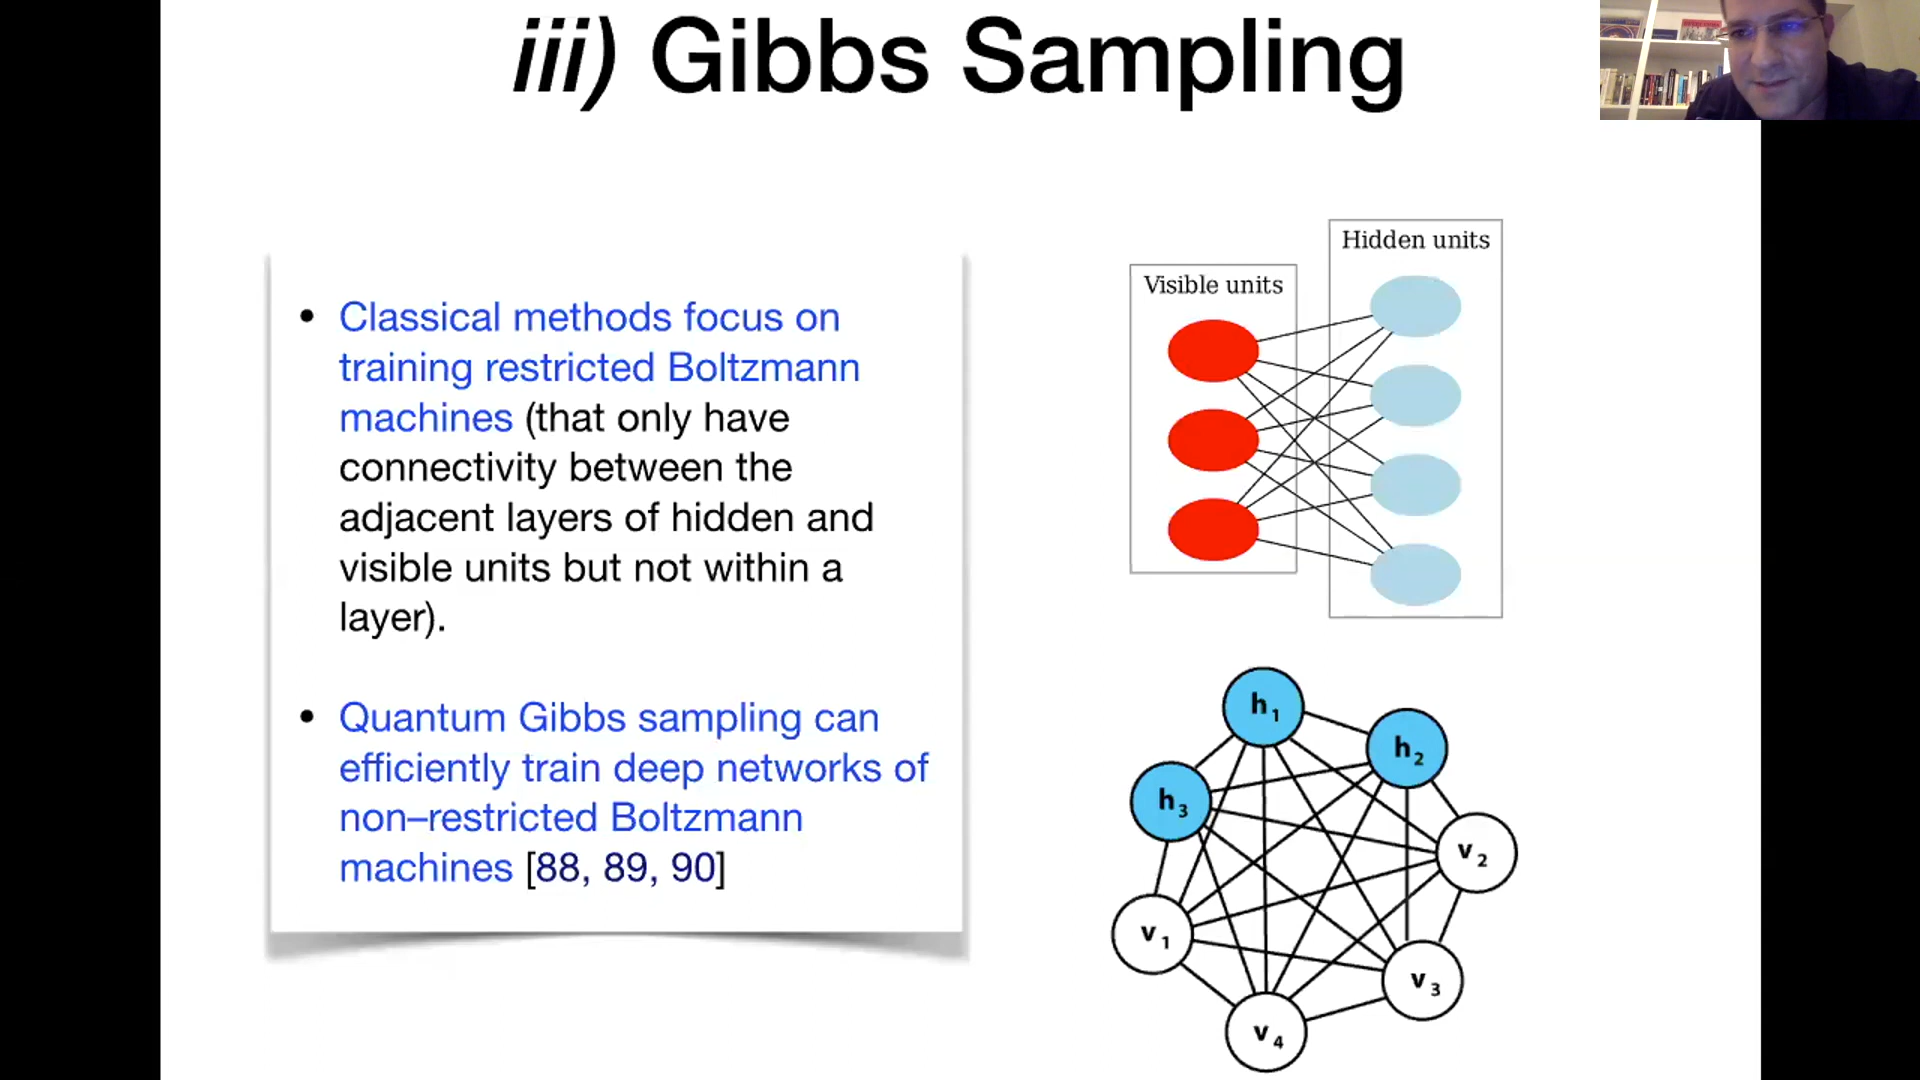 iii) Gibbs Sampling
• Classical methods focus on
training restricted Boltzmann
machines (that only have
connectivity between the
adjacent layers of hidden and
visible units but not within a
layer).
• Quantum Gibbs sampling can
efficiently train deep networks of
non–restricted Boltzmann
machines [88, 89, 90]
Hidden units
Visible units
h1
h2
h3
v2
v1
v3
v4